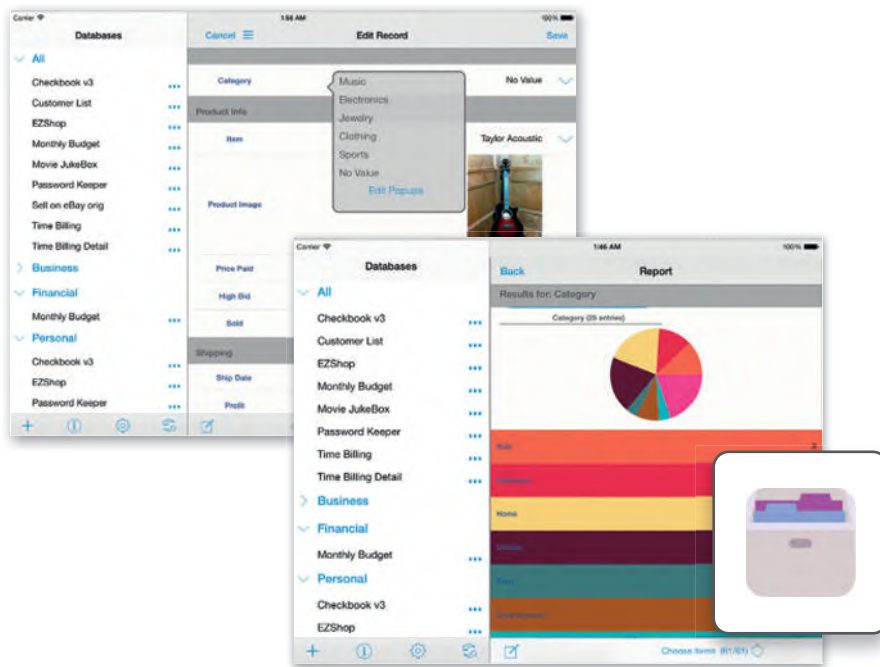 Carrier
1:56 AM
100%
Databases
All
Checkbook v3
Customer List
EZShop
Monthly Budget
Movie JukeBox
Password Keeper
Sell on eBay orig
Time Billing
Time Billing Detail
Business
Financial
Monthly Budget
Personal
Checkbook v3
EZShop
Password Keeper
Cancel
Edit Record
Save
Category
No Value
Music
Electronics
Jewelry
Clothing
Sports
No Value
Edit Popups
Product Info
Item
Taylor Acoustic
Product Image
Price Paid
High Bid
Sold
Shipping
Ship Date
Profit
Carrier
1:46 AM
100%
Databases
All
Checkbook v3
Customer List
EZShop
Monthly Budget
Movie JukeBox
Password Keeper
Time Billing
Time Billing Detail
Business
Financial
Monthly Budget
Personal
Checkbook v3
EZShop
Back
Report
Results for: Category
Category (25 entries)
Home
Choose Items (61/61)